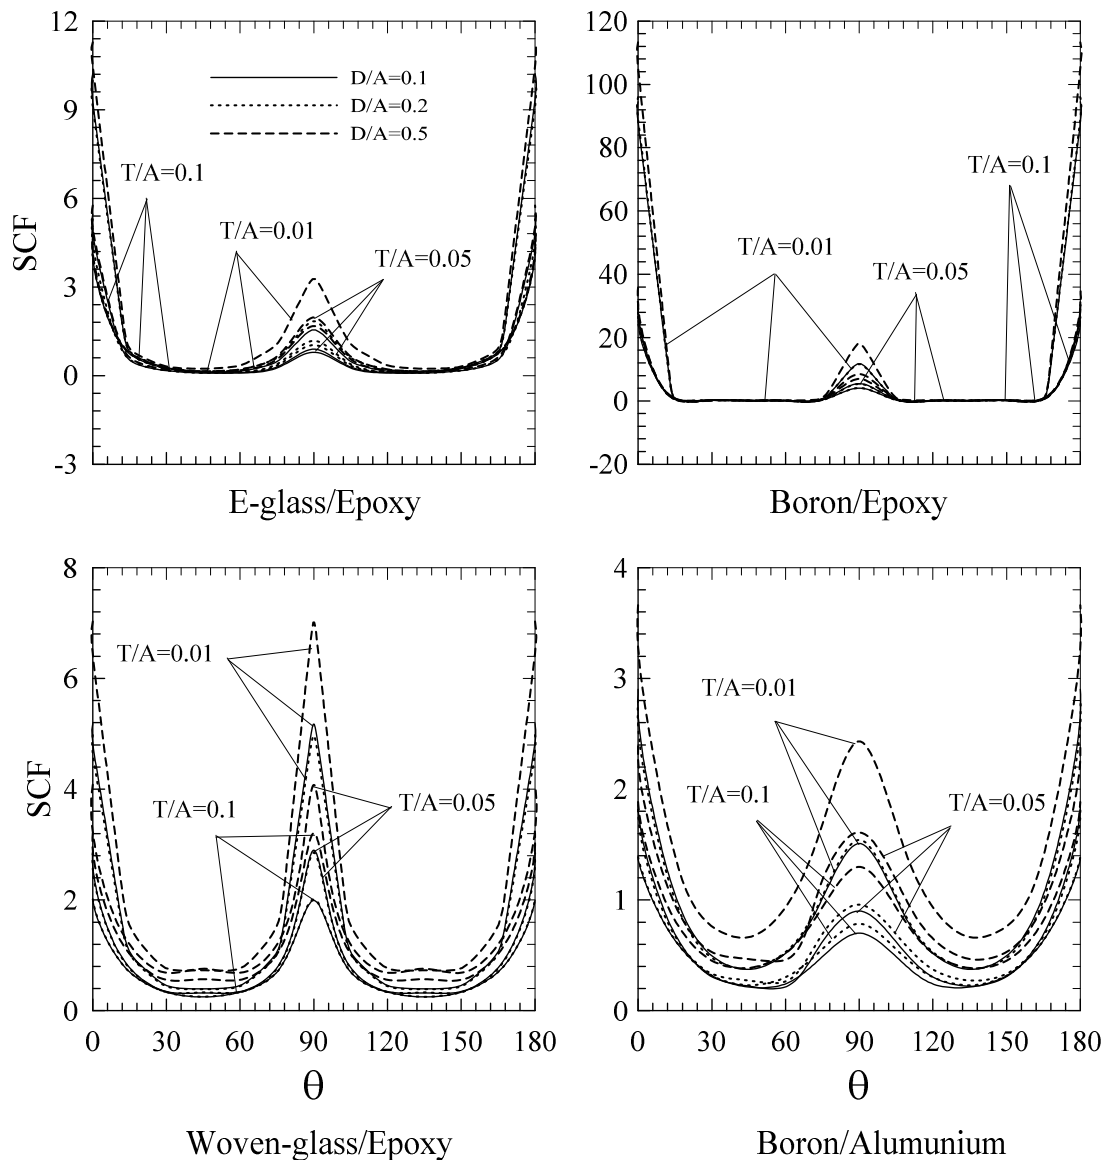 12
9
6
3
0
-3
SCF
D/A=0.1
D/A=0.2
D/A=0.5
T/A=0.1
T/A=0.01
T/A=0.05
E-glass/Epoxy
120
100
80
60
40
20
0
-20
T/A=0.1
T/A=0.01
T/A=0.05
Boron/Epoxy
8
6
4
2
0
SCF
T/A=0.01
T/A=0.1
T/A=0.05
0 30 60 90 120 150 180
θ
Woven-glass/Epoxy
4
3
2
1
0
T/A=0.01
T/A=0.1
T/A=0.05
0 30 60 90 120 150 180
θ
Boron/Alumunium